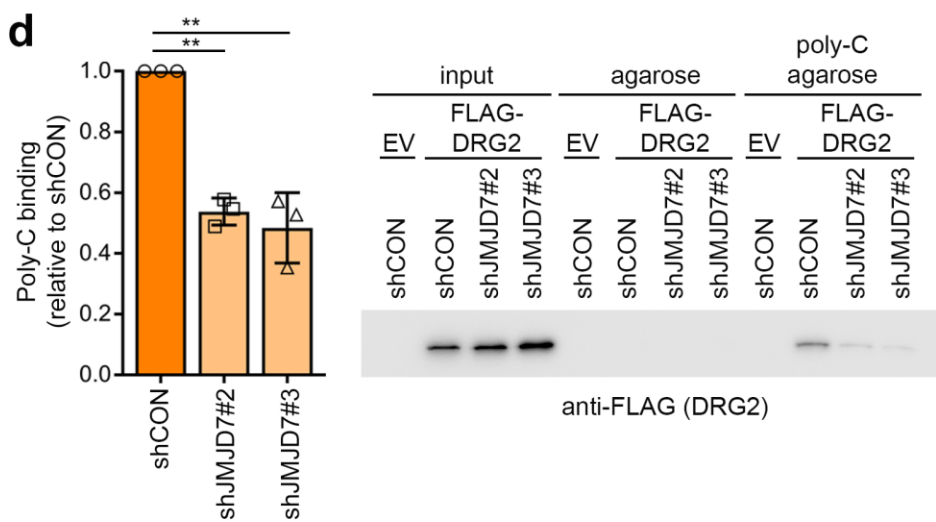 d
**
**
Poly-C binding
(relative to shCON)
1.0
0.8
0.6
0.4
0.2
0.0
shCON
shJMJD7#2
shJMJD7#3
input
agarose
poly-C
agarose
EV
FLAG-
DRG2
EV
FLAG-
DRG2
EV
FLAG-
DRG2
shCON
shCON
shJMJD7#2
shJMJD7#3
shCON
shCON
shJMJD7#2
shJMJD7#3
shCON
shCON
shJMJD7#2
shJMJD7#3
anti-FLAG (DRG2)